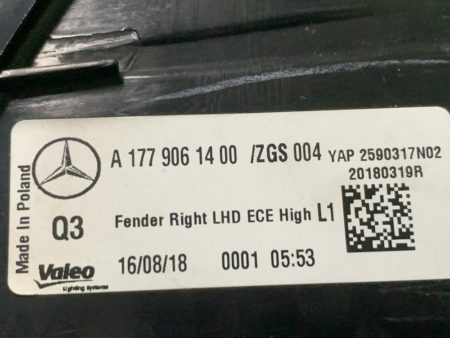 Made in Poland
A 177 906 14 00 /ZGS 004 YAP 2590317N02
20180319R
Q3 Fender Right LHD ECE High L1
Valeo
Lighting Systems
16/08/18 0001 05:53